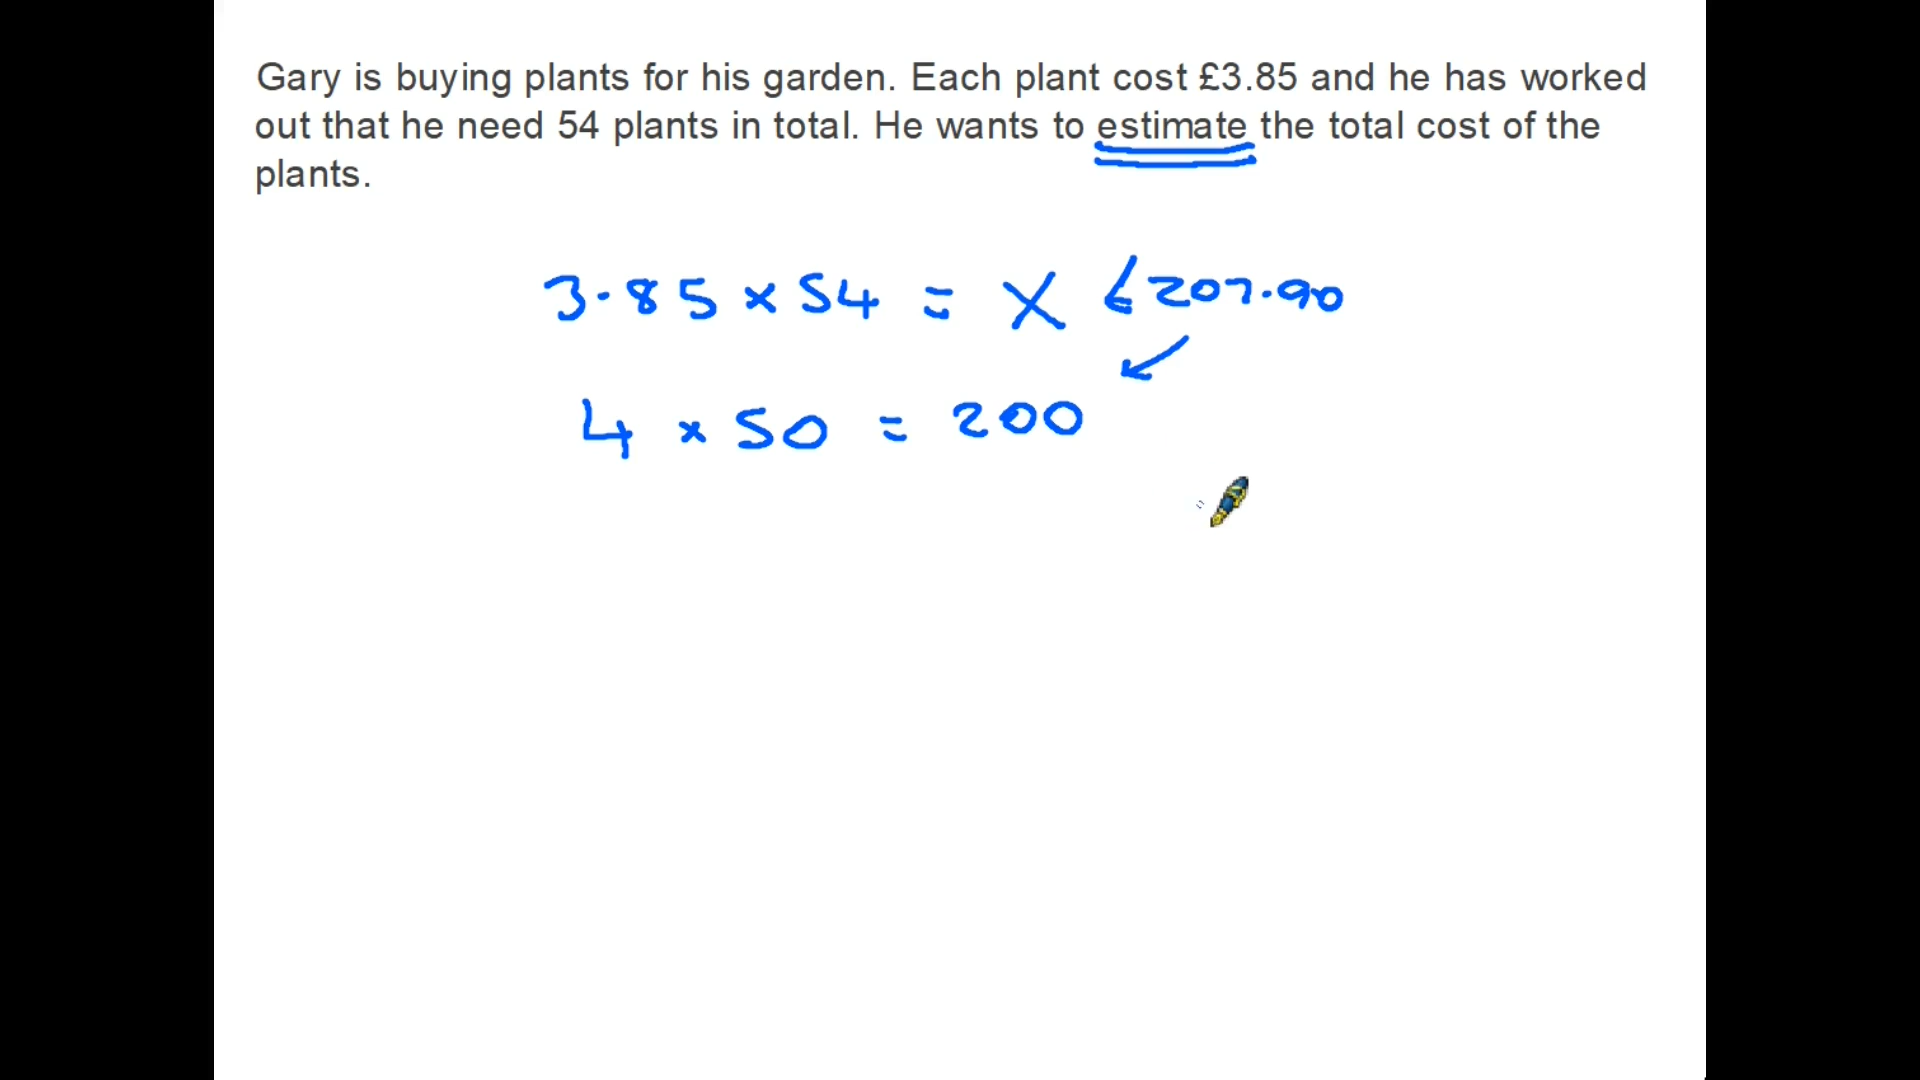 Gary is buying plants for his garden. Each plant cost £3.85 and he has worked
out that he need 54 plants in total. He wants to estimate the total cost of the
plants.
3.85 × 54 = X £207.90
4 × 50 = 200